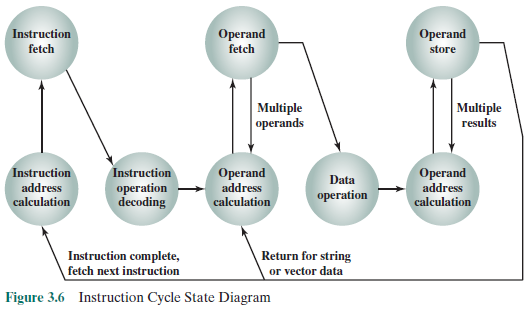 Instruction
fetch
Operand
fetch
Operand
store
Multiple
operands
Multiple
results
Instruction
address
calculation
Instruction
operation
decoding
Operand
address
calculation
Data
operation
Operand
address
calculation
Instruction complete,
fetch next instruction
Return for string
or vector data
Figure 3.6 Instruction Cycle State Diagram